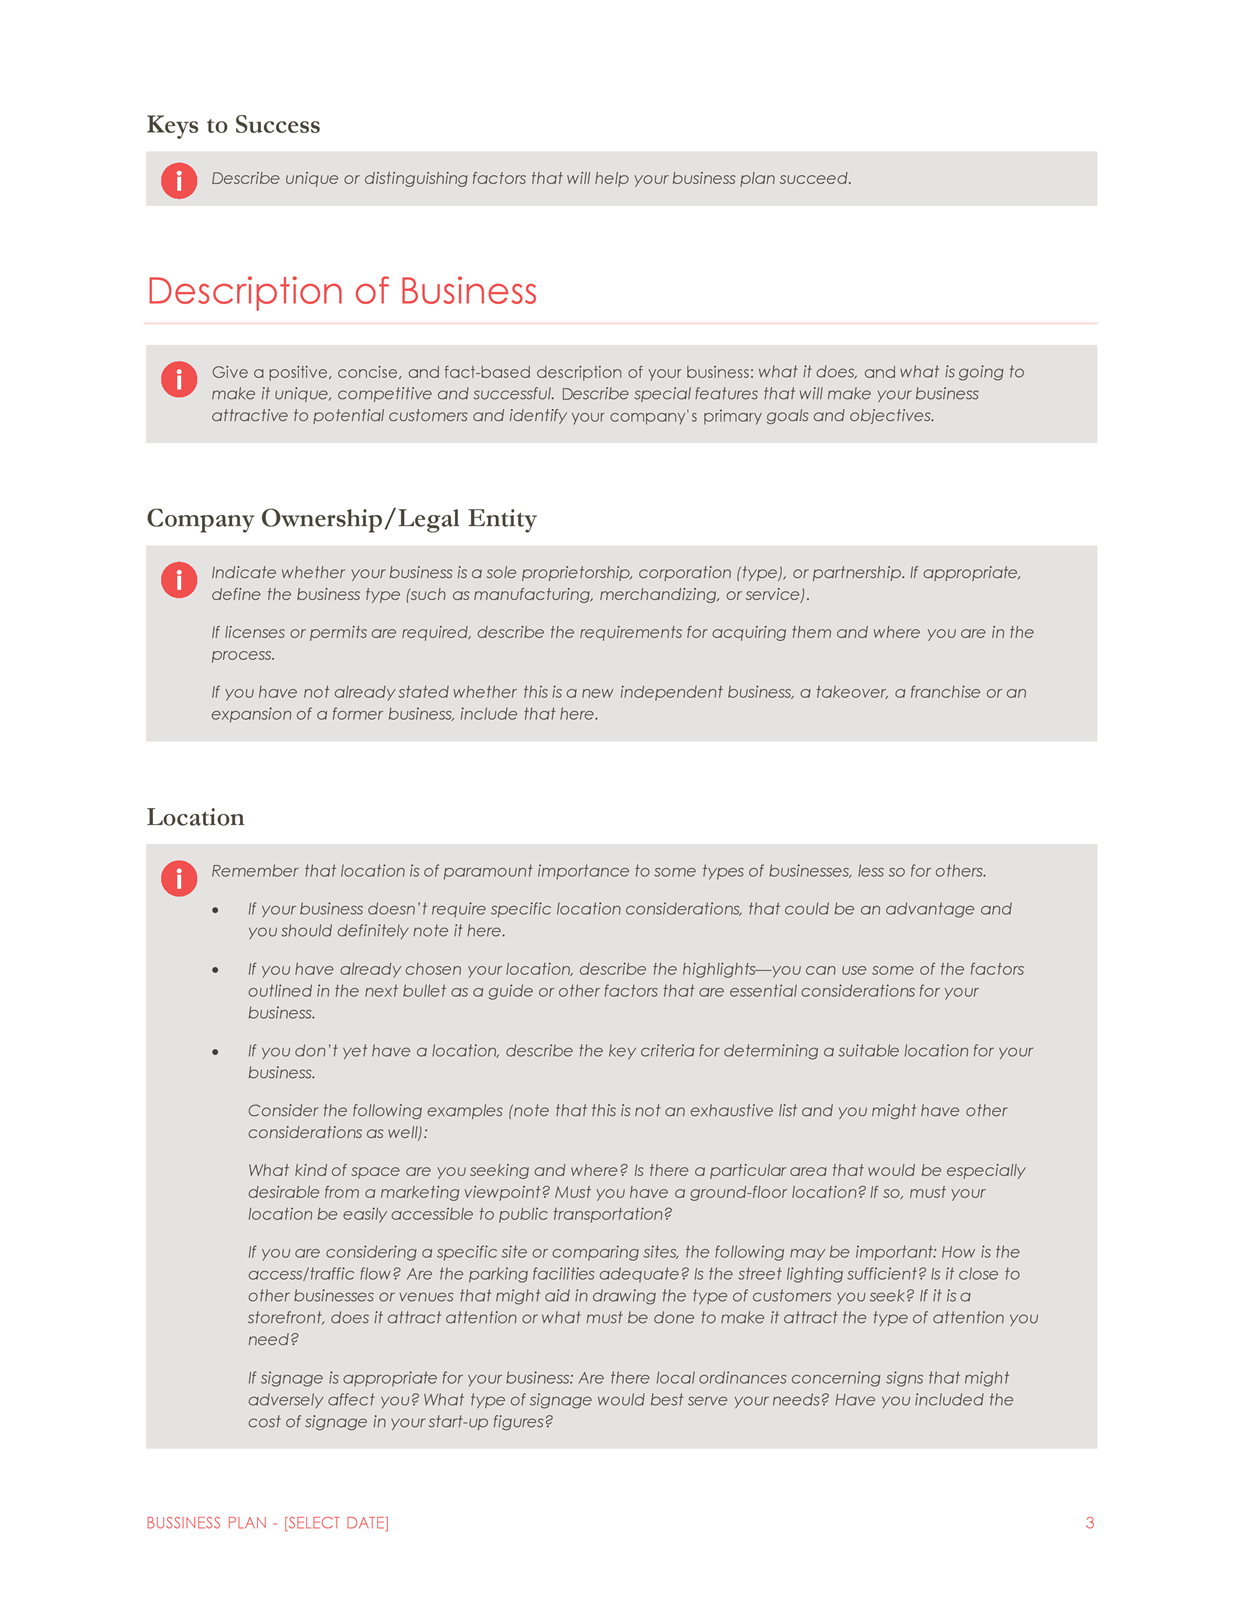 Keys to Success
i
Describe unique or distinguishing factors that will help your business plan succeed.
Description of Business
i
Give a positive, concise, and fact-based description of your business: what it does, and what is going to
make it unique, competitive and successful. Describe special features that will make your business
attractive to potential customers and identify your company's primary goals and objectives.
Company Ownership/Legal Entity
i
Indicate whether your business is a sole proprietorship, corporation (type), or partnership. If appropriate,
define the business type (such as manufacturing, merchandizing, or service).
If licenses or permits are required, describe the requirements for acquiring them and where you are in the
process.
If you have not already stated whether this is a new independent business, a takeover, a franchise or an
expansion of a former business, include that here.
Location
i
Remember that location is of paramount importance to some types of businesses, less so for others.
• If your business doesn't require specific location considerations, that could be an advantage and
you should definitely note it here.
• If you have already chosen your location, describe the highlights—you can use some of the factors
outlined in the next bullet as a guide or other factors that are essential considerations for your
business.
• If you don't yet have a location, describe the key criteria for determining a suitable location for your
business.
Consider the following examples (note that this is not an exhaustive list and you might have other
considerations as well):
What kind of space are you seeking and where? Is there a particular area that would be especially
desirable from a marketing viewpoint? Must you have a ground-floor location? If so, must your
location be easily accessible to public transportation?
If you are considering a specific site or comparing sites, the following may be important: How is the
access/traffic flow? Are the parking facilities adequate? Is the street lighting sufficient? Is it close to
other businesses or venues that might aid in drawing the type of customers you seek? If it is a
storefront, does it attract attention or what must be done to make it attract the type of attention you
need?
If signage is appropriate for your business: Are there local ordinances concerning signs that might
adversely affect you? What type of signage would best serve your needs? Have you included the
cost of signage in your start-up figures?
BUSSINESS PLAN - [SELECT DATE] 3